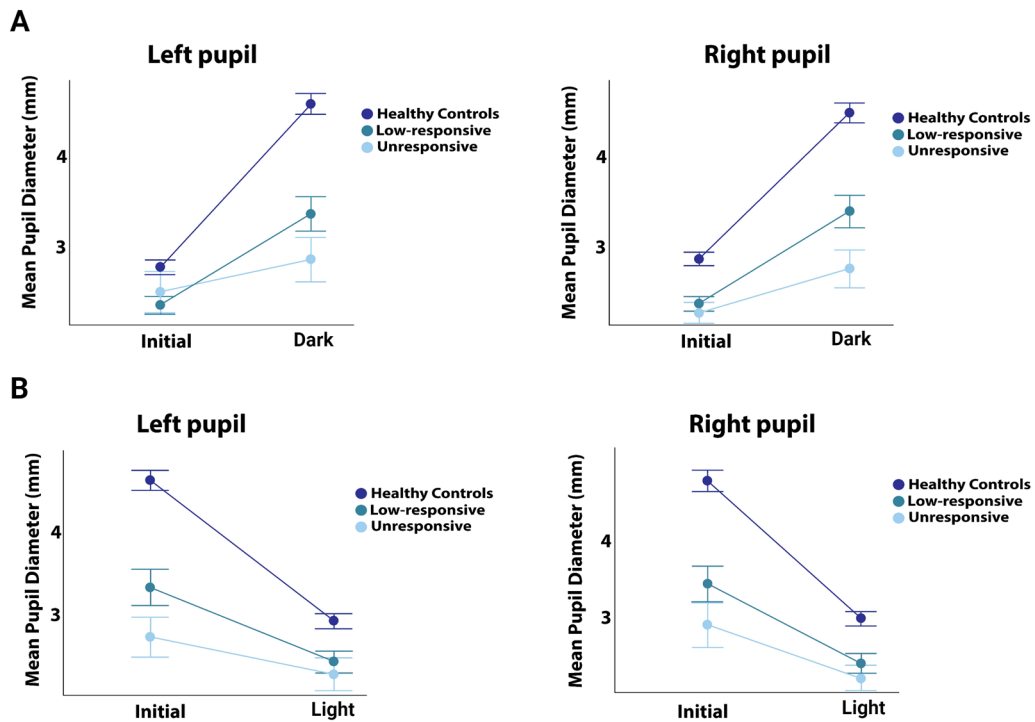 A
Left pupil
Mean Pupil Diameter (mm)
4
3
Healthy Controls
Low-responsive
Unresponsive
Initial
Dark
Right pupil
Mean Pupil Diameter (mm)
4
3
Healthy Controls
Low-responsive
Unresponsive
Initial
Dark
B
Left pupil
Mean Pupil Diameter (mm)
4
3
Healthy Controls
Low-responsive
Unresponsive
Initial
Light
Right pupil
Mean Pupil Diameter (mm)
4
3
Healthy Controls
Low-responsive
Unresponsive
Initial
Light